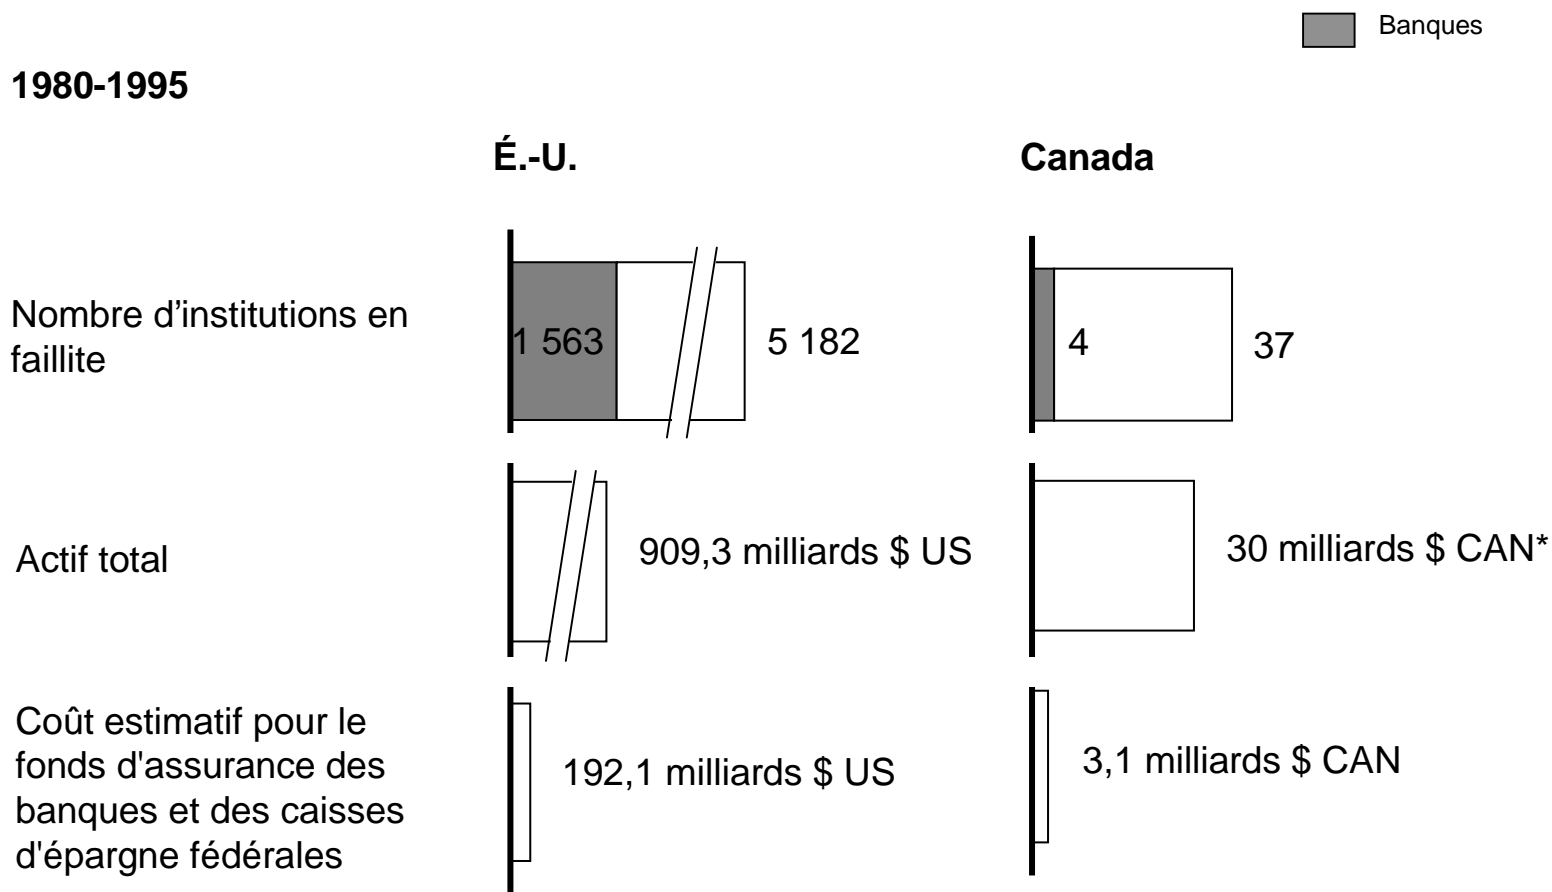 Banques
1980-1995
É.-U.
Canada
Nombre d’institutions en
faillite
1 563
5 182
4
37
Actif total
909,3 milliards $ US
30 milliards $ CAN*
Coût estimatif pour le
fonds d'assurance des
banques et des caisses
d'épargne fédérales
192,1 milliards $ US
3,1 milliards $ CAN